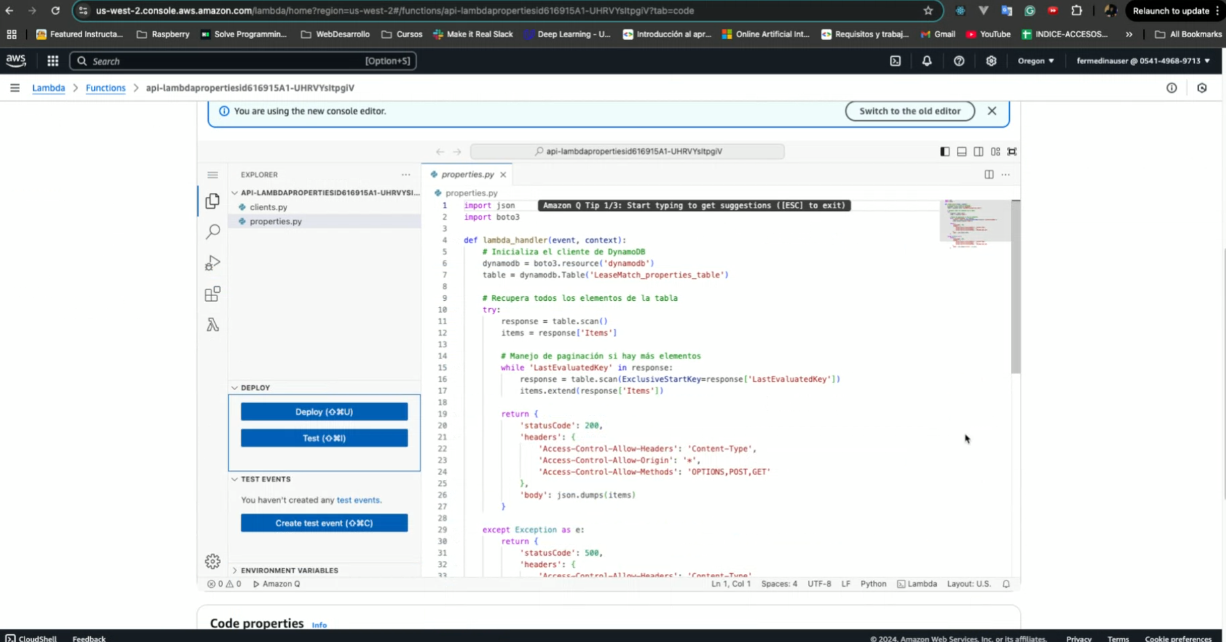 us-west-2.console.aws.amazon.com/lambda/home?region=us-west-2#/functions/api-lambdapropertiesid616915A1-UHRVYsItpgiV?tab=code
Relaunch to update
Featured Instructa... Raspberry Solve Programmin... WebDesarrollo Cursos Make it Real Slack Deep Learning - U... Introducción al apr... Online Artificial Int... Requisitos y trabaj... Gmail YouTube INDICE-ACCESOS... » All Bookmarks
aws Search [Option+S] Oregon ▼ fermedinauser @ 0541-4968-9713 ▼
Lambda > Functions > api-lambdapropertiesid616915A1-UHRVYsItpgiV
You are using the new console editor. Switch to the old editor
api-lambdapropertiesid616915A1-UHRVYsItpgiV
EXPLORER ...
API-LAMBDAPROPERTIESID616915A1-UHRVYSI...
clients.py
properties.py
DEPLOY
Deploy (⇧⌘U)
Test (⇧⌘I)
TEST EVENTS
You haven't created any test events.
Create test event (⇧⌘C)
ENVIRONMENT VARIABLES
properties.py ...
properties.py
1 import json Amazon Q Tip 1/3: Start typing to get suggestions ([ESC] to exit)
2 import boto3
3
4 def lambda_handler(event, context):
5 # Inicializa el cliente de DynamoDB
6 dynamodb = boto3.resource('dynamodb')
7 table = dynamodb.Table('LeaseMatch_properties_table')
8
9 # Recupera todos los elementos de la tabla
10 try:
11 response = table.scan()
12 items = response['Items']
13
14 # Manejo de paginación si hay más elementos
15 while 'LastEvaluatedKey' in response:
16 response = table.scan(ExclusiveStartKey=response['LastEvaluatedKey'])
17 items.extend(response['Items'])
18
19 return {
20 'statusCode': 200,
21 'headers': {
22 'Access-Control-Allow-Headers': 'Content-Type',
23 'Access-Control-Allow-Origin': '*',
24 'Access-Control-Allow-Methods': 'OPTIONS,POST,GET'
25 },
26 'body': json.dumps(items)
27 }
28
29 except Exception as e:
30 return {
31 'statusCode': 500,
32 'headers': {
33 'Access-Control-Allow-Headers': 'Content-Type',
0 0 Amazon Q Ln 1, Col 1 Spaces: 4 UTF-8 LF Python Lambda Layout: U.S.
Code properties Info
CloudShell Feedback © 2024, Amazon Web Services, Inc. or its affiliates. Privacy Terms Cookie preferences